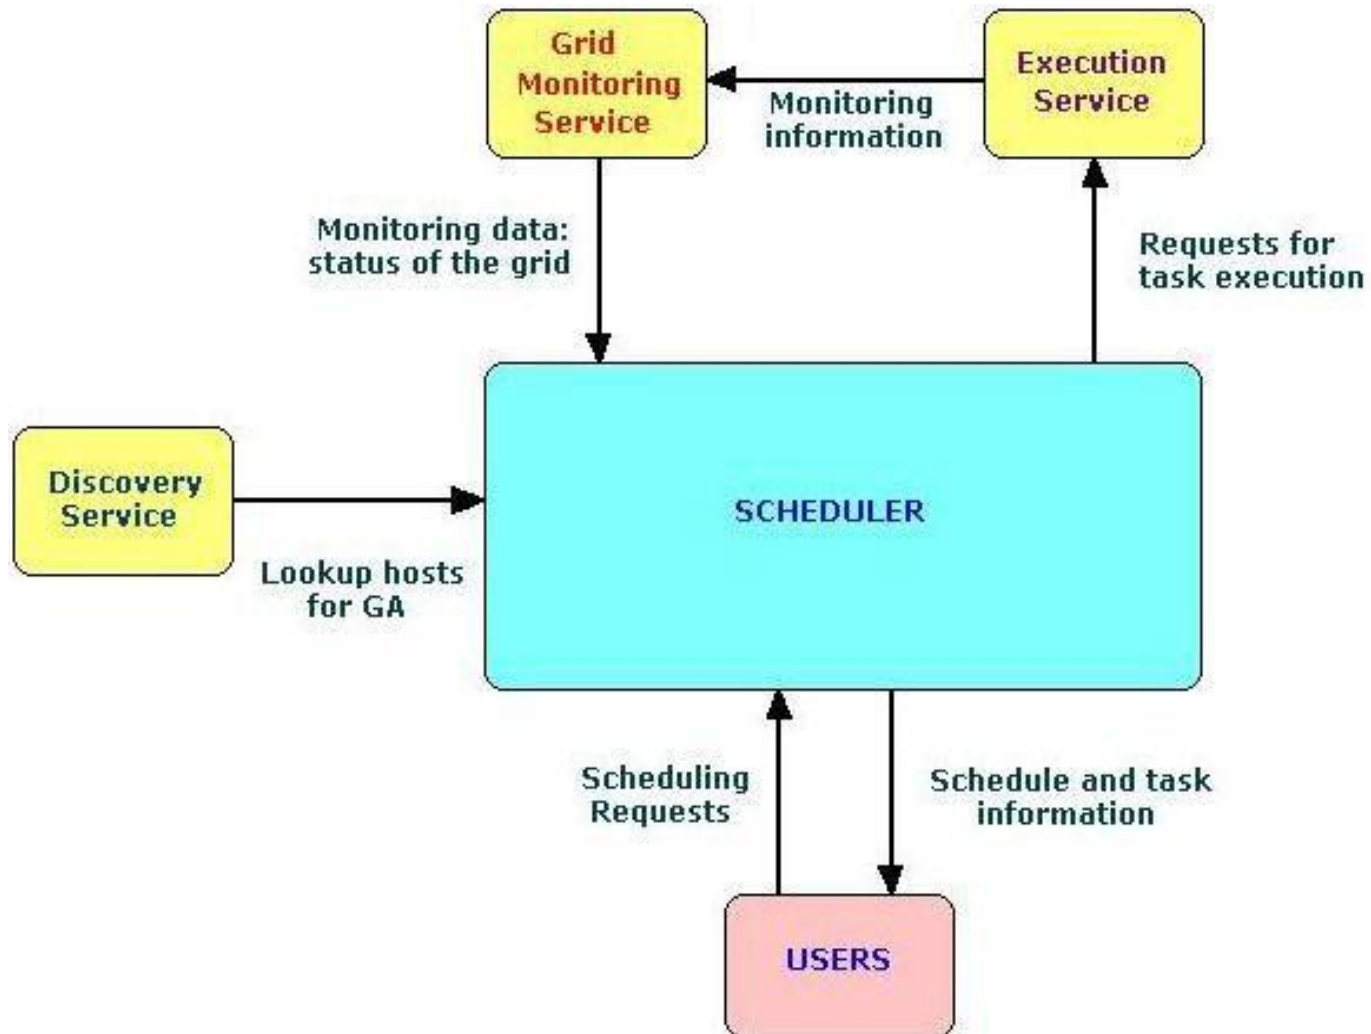 Grid
Monitoring
Service
Execution
Service
Monitoring
information
Monitoring data:
status of the grid
Requests for
task execution
Discovery
Service
SCHEDULER
Lookup hosts
for GA
Scheduling
Requests
Schedule and task
information
USERS